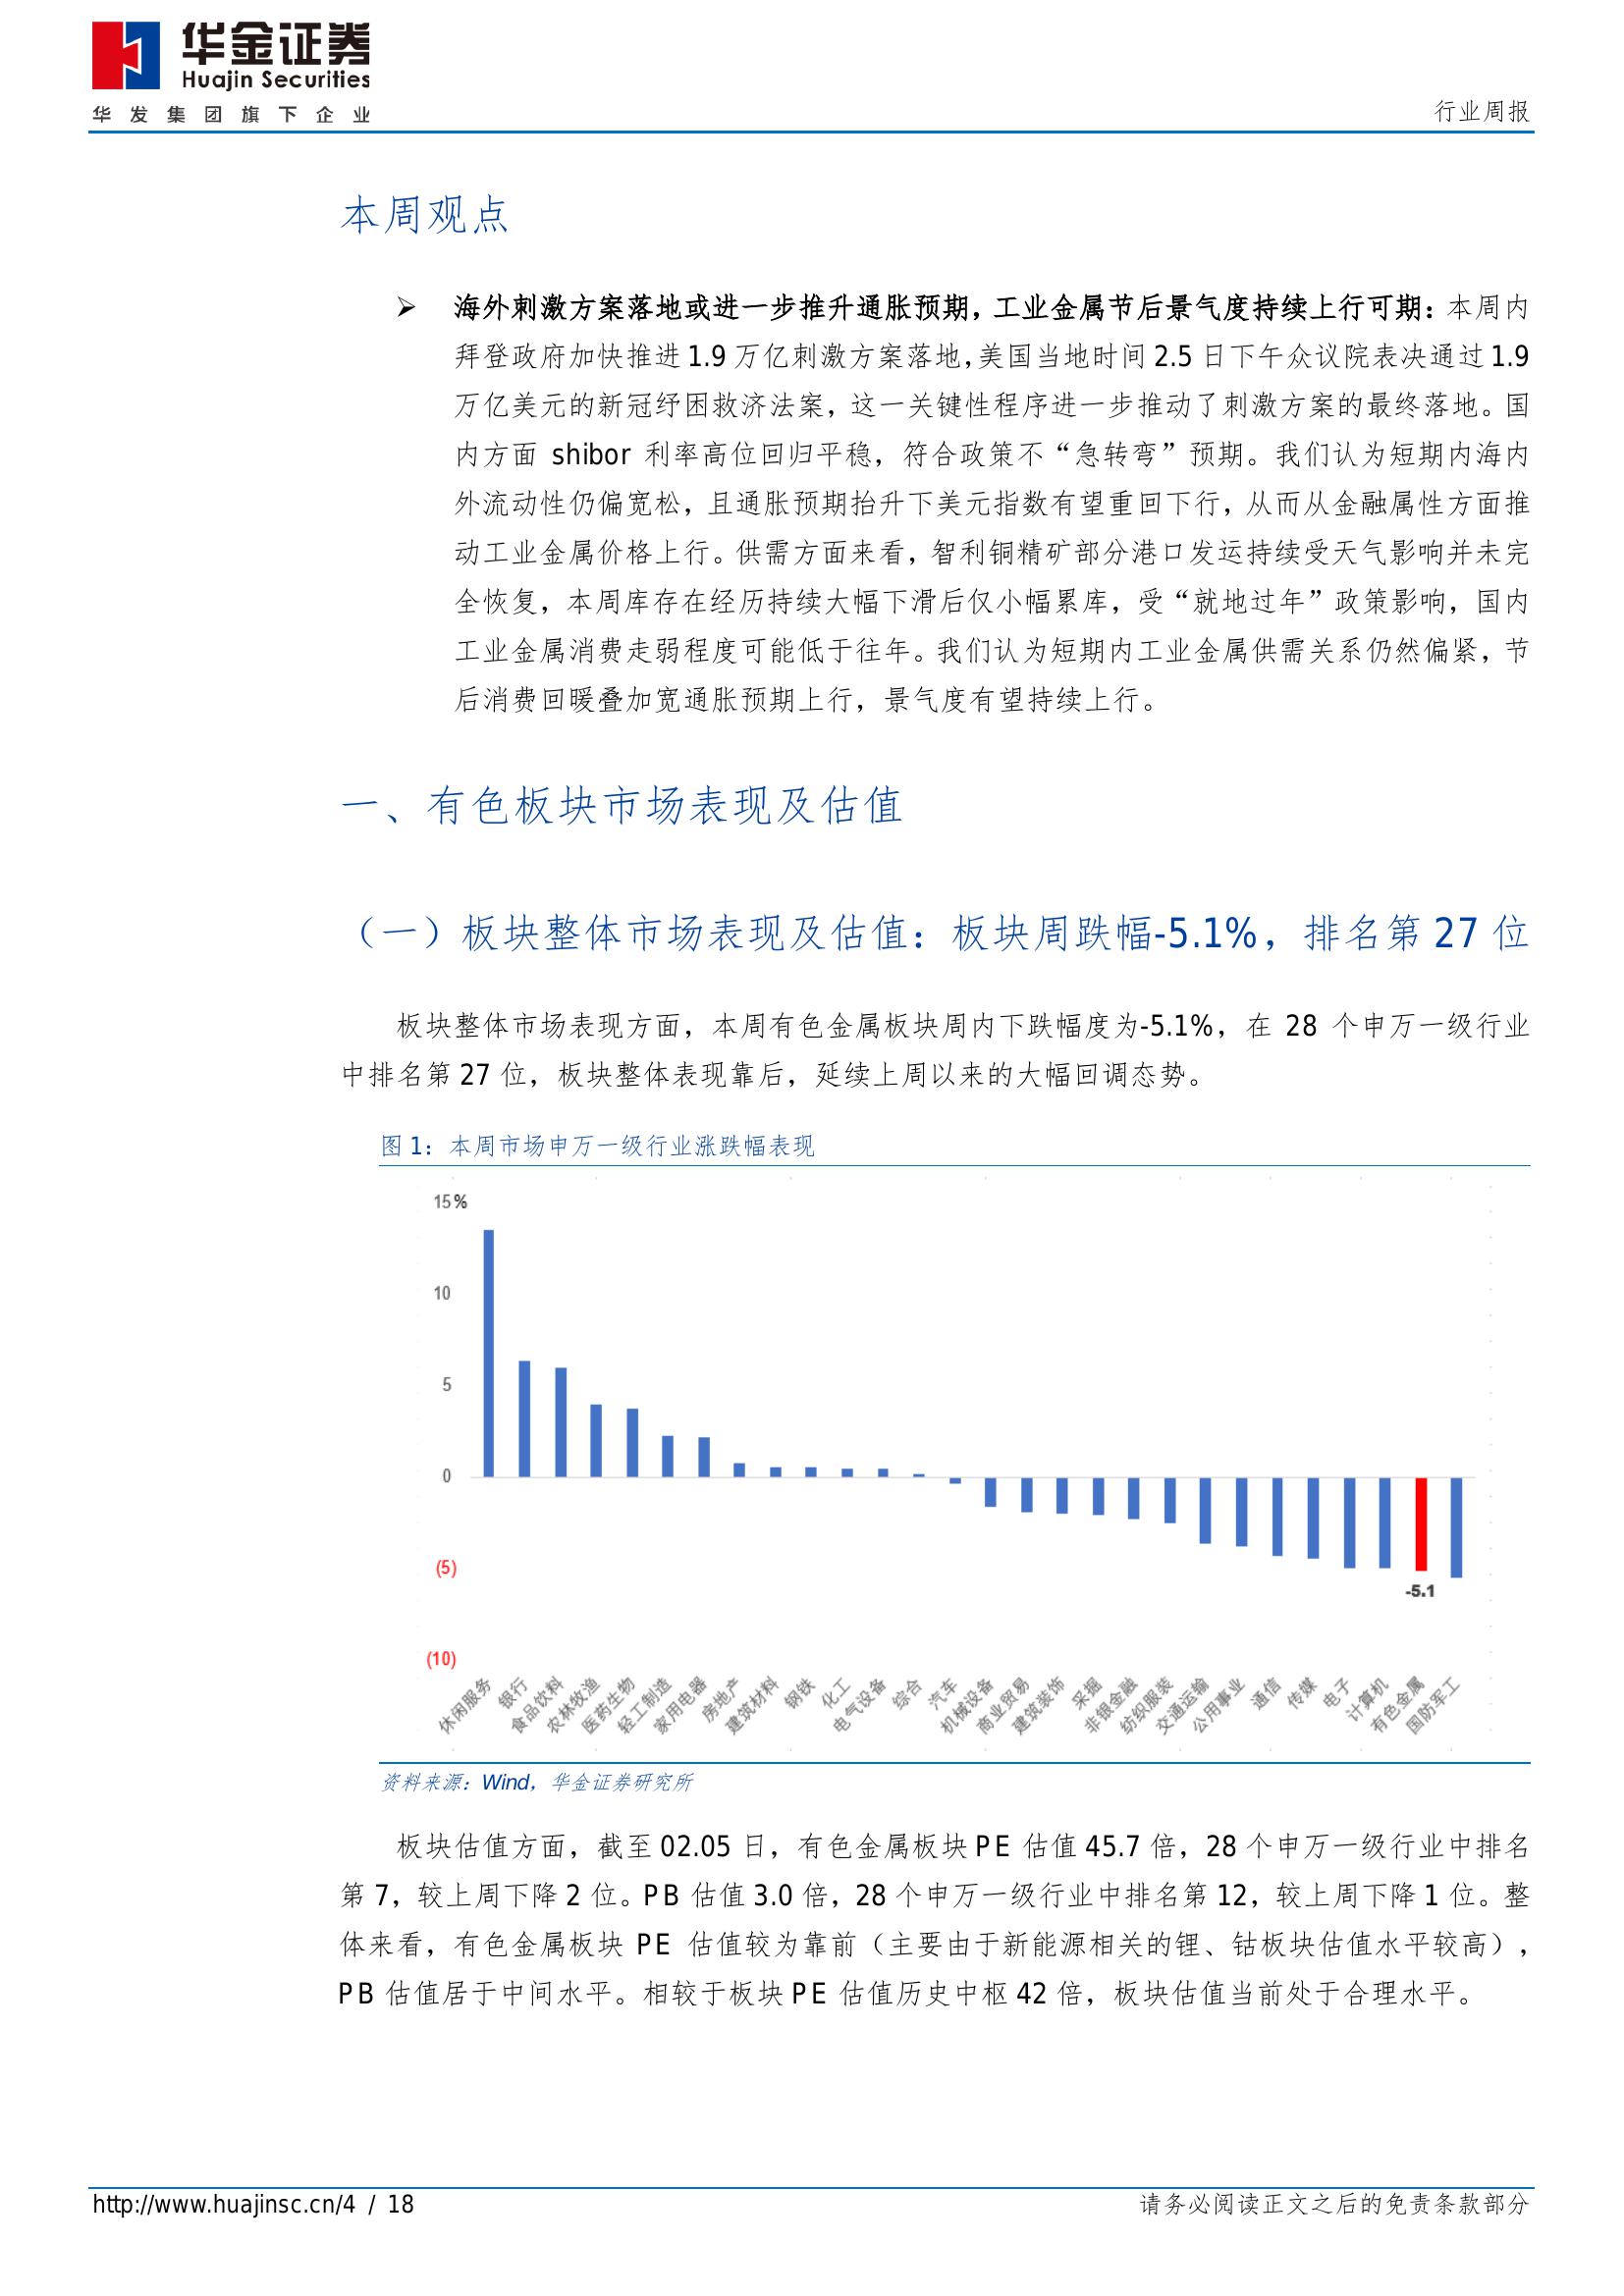 华金证券
Huajin Securities
华发集团旗下企业
行业周报
本周观点
➢ 海外刺激方案落地或进一步推升通胀预期，工业金属节后景气度持续上行可期：本周内
拜登政府加快推进 1.9 万亿刺激方案落地，美国当地时间 2.5 日下午众议院表决通过 1.9
万亿美元的新冠纾困救济法案，这一关键性程序进一步推动了刺激方案的最终落地。国
内方面 shibor 利率高位回归平稳，符合政策不“急转弯”预期。我们认为短期内海内
外流动性仍偏宽松，且通胀预期抬升下美元指数有望重回下行，从而从金融属性方面推
动工业金属价格上行。供需方面来看，智利铜精矿部分港口发运持续受天气影响并未完
全恢复，本周库存在经历持续大幅下滑后仅小幅累库，受“就地过年”政策影响，国内
工业金属消费走弱程度可能低于往年。我们认为短期内工业金属供需关系仍然偏紧，节
后消费回暖叠加宽通胀预期上行，景气度有望持续上行。
一、有色板块市场表现及估值
（一）板块整体市场表现及估值：板块周跌幅-5.1%，排名第 27 位
板块整体市场表现方面，本周有色金属板块周内下跌幅度为-5.1%，在 28 个申万一级行业
中排名第 27 位，板块整体表现靠后，延续上周以来的大幅回调态势。
图 1：本周市场申万一级行业涨跌幅表现
15%
10
5
0
(5)
(10)
-5.1
休闲服务
银行
食品饮料
农林牧渔
医药生物
轻工制造
家用电器
房地产
建筑材料
钢铁
化工
电气设备
综合
汽车
机械设备
商业贸易
建筑装饰
采掘
非银金融
纺织服装
交通运输
公用事业
通信
传媒
电子
计算机
有色金属
国防军工
资料来源：Wind，华金证券研究所
板块估值方面，截至 02.05 日，有色金属板块 PE 估值 45.7 倍，28 个申万一级行业中排名
第 7，较上周下降 2 位。PB 估值 3.0 倍，28 个申万一级行业中排名第 12，较上周下降 1 位。整
体来看，有色金属板块 PE 估值较为靠前（主要由于新能源相关的锂、钴板块估值水平较高），
PB 估值居于中间水平。相较于板块 PE 估值历史中枢 42 倍，板块估值当前处于合理水平。
http://www.huajinsc.cn/4 / 18
请务必阅读正文之后的免责条款部分